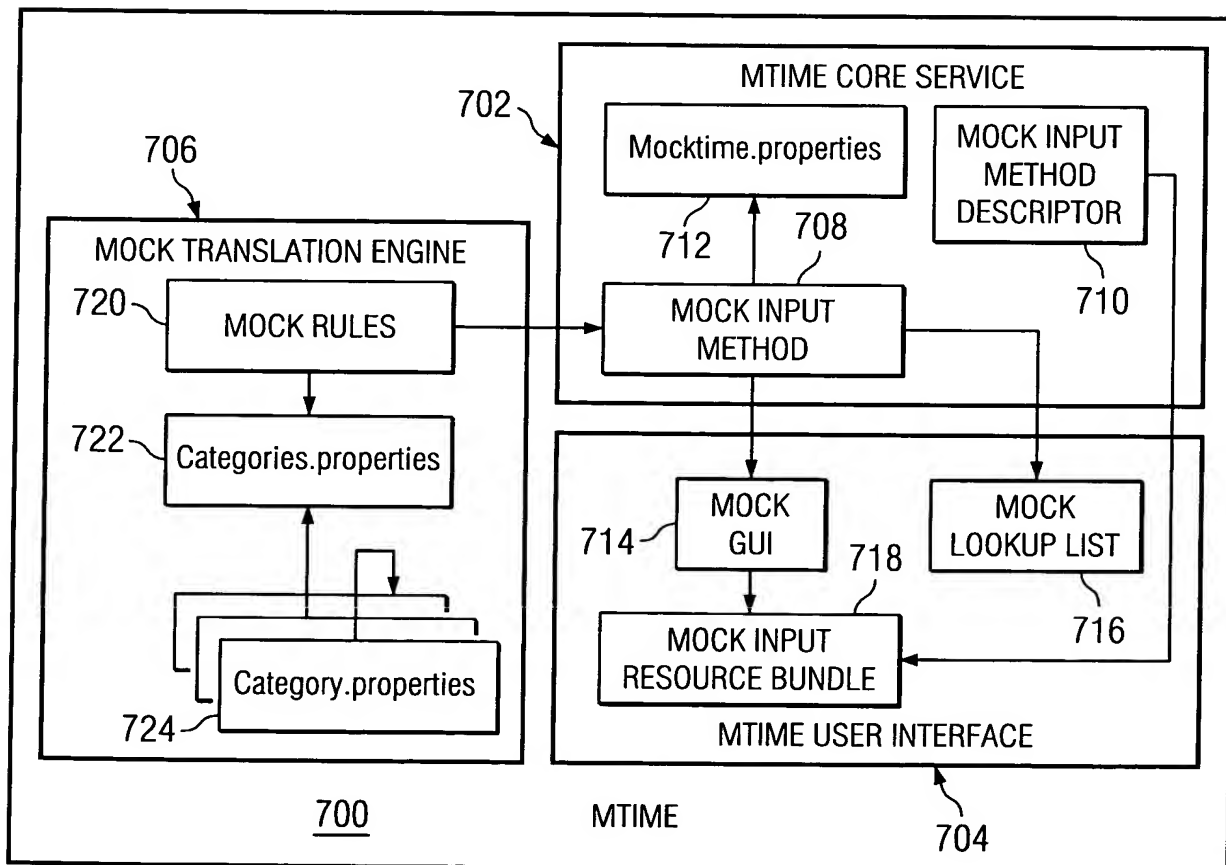 MTIME CORE SERVICE
702
Mocktime.properties
MOCK INPUT
METHOD
DESCRIPTOR
706
712
708
710
MOCK TRANSLATION ENGINE
720
MOCK RULES
MOCK INPUT
METHOD
722
Categories.properties
714
MOCK
GUI
718
MOCK
LOOKUP LIST
716
MOCK INPUT
RESOURCE BUNDLE
Category.properties
724
MTIME USER INTERFACE
700
MTIME
704